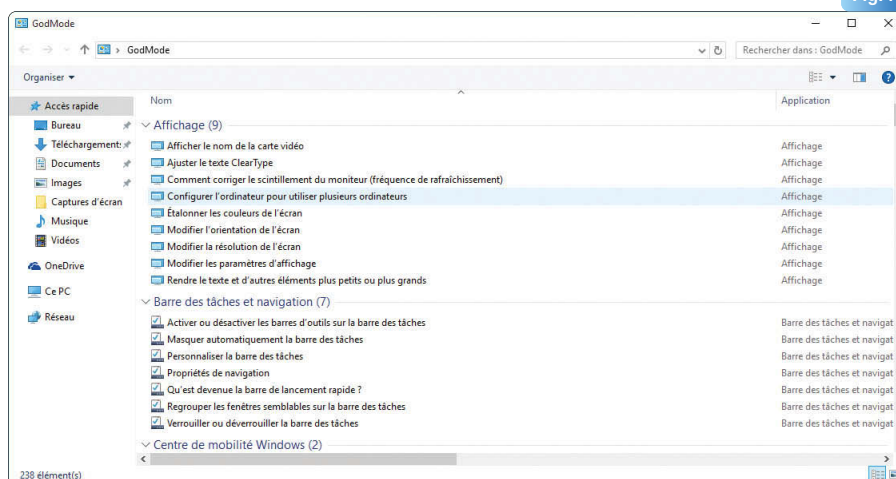 GodMode
GodMode
Rechercher dans : GodMode
Organiser
Nom
Application
Accès rapide
Bureau
Téléchargement:
Documents
Images
Captures d'écran
Musique
Vidéos
OneDrive
Ce PC
Réseau
Affichage (9)
Afficher le nom de la carte vidéo Affichage
Ajuster le texte ClearType Affichage
Comment corriger le scintillement du moniteur (fréquence de rafraîchissement) Affichage
Configurer l'ordinateur pour utiliser plusieurs ordinateurs Affichage
Étalonner les couleurs de l'écran Affichage
Modifier l'orientation de l'écran Affichage
Modifier la résolution de l'écran Affichage
Modifier les paramètres d'affichage Affichage
Rendre le texte et d'autres éléments plus petits ou plus grands Affichage
Barre des tâches et navigation (7)
Activer ou désactiver les barres d'outils sur la barre des tâches Barre des tâches et navigat
Masquer automatiquement la barre des tâches Barre des tâches et navigat
Personnaliser la barre des tâches Barre des tâches et navigat
Propriétés de navigation Barre des tâches et navigat
Qu'est devenue la barre de lancement rapide ? Barre des tâches et navigat
Regrouper les fenêtres semblables sur la barre des tâches Barre des tâches et navigat
Verrouiller ou déverrouiller la barre des tâches Barre des tâches et navigat
Centre de mobilité Windows (2)
238 élément(s)